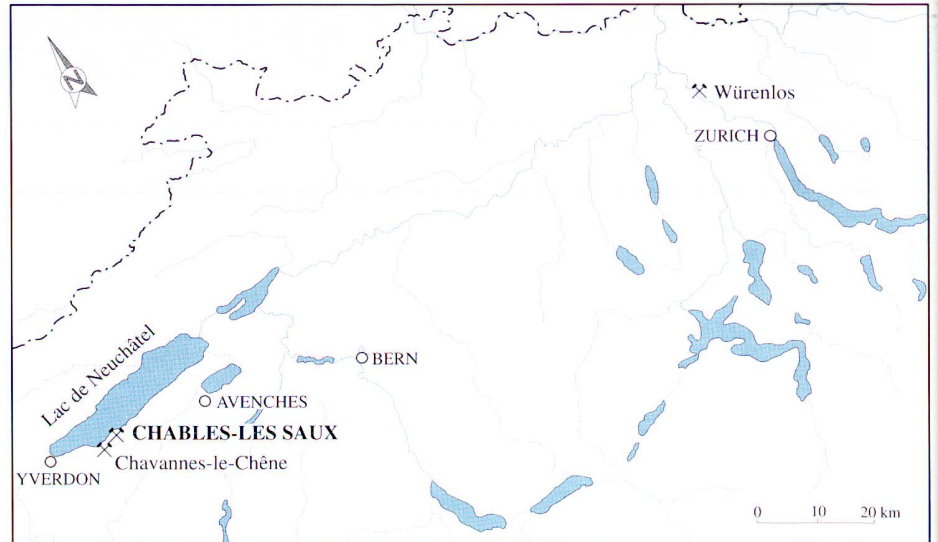 N
Würenlos
ZURICH
Lac de Neuchâtel
BERN
AVENCHES
CHABLES-LES SAUX
Chavannes-le-Chêne
YVERDON
0 10 20 km